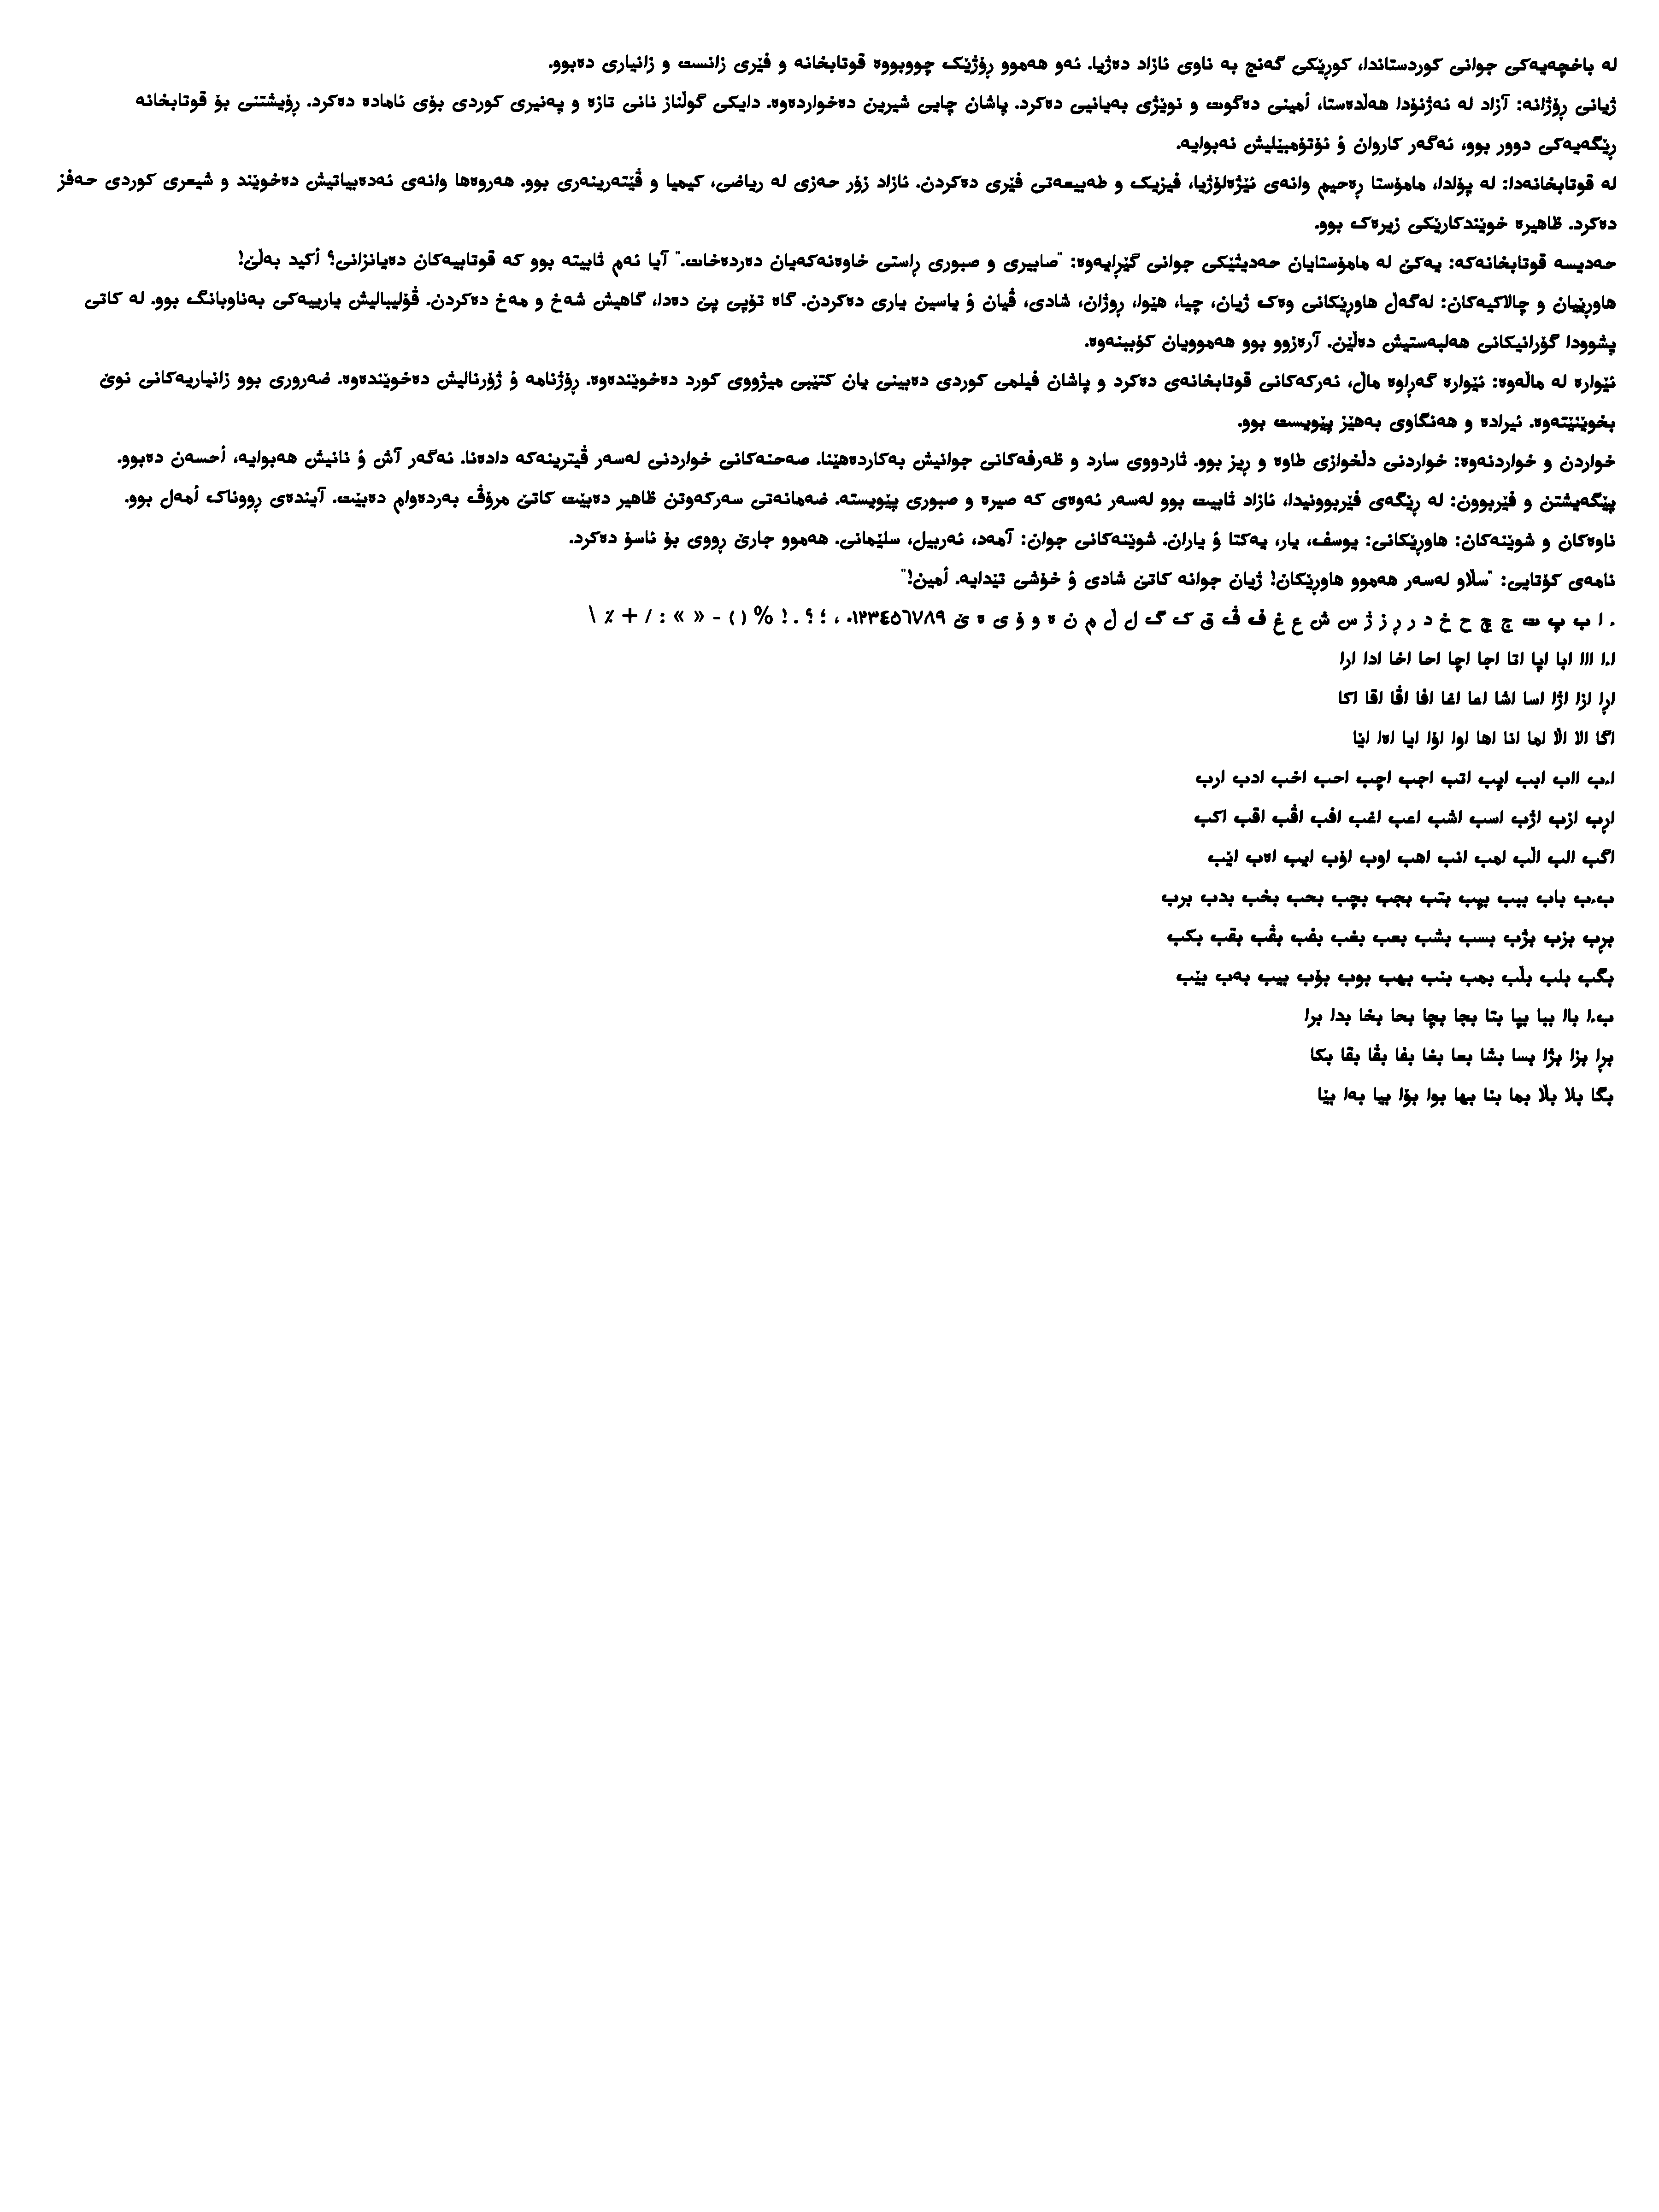 لە باخچەیەکی جوانی کوردستاندا، کوڕێکی گەنج بە ناوی ئازاد دەژیا. ئەو هەموو ڕۆژێک چووبووە قوتابخانە و فێری زانست و زانیاری دەبوو.
ژیانی ڕۆژانە: آزاد لە ئەژنۆدا هەڵدەستا، أمینی دەگوت و نوێژی بەیانیی دەکرد. پاشان چایی شیرین دەخواردەوە. دایکی گوڵناز نانی تازە و پەنیری کوردی بۆی ئامادە دەکرد. ڕۆیشتنی بۆ قوتابخانە
ڕێگەیەکی دوور بوو، ئەگەر کاروان ؤ ئۆتۆمبێلیش نەبوایە.
لە قوتابخانەدا: لە پۆلدا، مامۆستا ڕەحیم وانەی ئێژەلۆژیا، فیزیک و طەبیعەتی فێری دەکردن. ئازاد زۆر حەزی لە ریاضی، کیمیا و ڤێتەرینەری بوو. هەروەها وانەی ئەدەبیاتیش دەخوێند و شیعری کوردی حەفز
دەکرد. ظاهیرە خوێندکارێکی زیرەک بوو.
حەدیسە قوتابخانەکە: یەکێ لە مامۆستایان حەدیثێکی جوانی گێڕایەوە: "صابیری و صبوری ڕاستی خاوەنەکەیان دەردەخات." آیا ئەم ثابیتە بوو کە قوتابیەکان دەیانزانی؟ أکید بەڵێ!
هاوڕێیان و چالاکیەکان: لەگەڵ هاوڕێکانی وەک ژیان، چیا، هێوا، ڕوژان، شادی، ڤیان ؤ یاسین یاری دەکردن. گاە تۆپی پێ دەدا، گاهیش شەخ و مەخ دەکردن. ڤۆلیبالیش یارییەکی بەناوبانگ بوو. لە کاتی
پشوودا گۆرانیکانی هەلبەستیش دەڵێن. آرەزوو بوو هەموویان کۆببنەوە.
ئێوارە لە ماڵەوە: ئێوارە گەڕاوە ماڵ، ئەرکەکانی قوتابخانەی دەکرد و پاشان فیلمی کوردی دەبینی یان کتێبی میژووی کورد دەخوێندەوە. ڕۆژنامە ؤ ژۆرنالیش دەخوێندەوە. ضەروری بوو زانیاریەکانی نوێ
بخوێنێتەوە. ئیرادە و هەنگاوی بەهێز پێویست بوو.
خواردن و خواردنەوە: خواردنی دڵخوازی طاوە و ڕیز بوو. ئاردووی سارد و ظەرفەکانی جوانیش بەکاردەهێنا. صەحنەکانی خواردنی لەسەر ڤیترینەکە دادەنا. ئەگەر آش ؤ نانیش هەبوایە، أحسەن دەبوو.
پێگەیشتن و فێربوون: لە ڕێگەی فێربوونیدا، ئازاد ثابیت بوو لەسەر ئەوەی کە صیرە و صبوری پێویستە. ضەمانەتی سەرکەوتن ظاهیر دەبێت کاتێ مرۆڤ بەردەوام دەبێت. آیندەی ڕووناک أمەل بوو.
ناوەکان و شوێنەکان: هاوڕێکانی: یوسف، یار، یەکتا ؤ یاران. شوێنەکانی جوان: آمەد، ئەربیل، سلێمانی. هەموو جارێ ڕووی بۆ ئاسۆ دەکرد.
نامەی کۆتایی: "سڵاو لەسەر هەموو هاوڕێکان! ژیان جوانە کاتێ شادی ؤ خۆشی تێدایە. أمین!"
ء ا ب پ ت ج چ ح خ د ر ڕ ز ژ س ش ع غ ف ڤ ق ک گ ل ڵ م ن ە و ۆ ی ە ێ ٠١٢٣٤٥٦٧٨٩ ، ؛ ؟ . ! % ( ) - « » : / + ٪ \
اءا ااا ابا اپا اتا اجا اچا احا اخا ادا ارا
اڕا ازا اژا اسا اشا اعا اغا افا اڤا اقا اکا
اگا الا اڵا اما انا اها اوا اۆا ایا اەا اێا
اءب ااب ابب اپب اتب اجب اچب احب اخب ادب ارب
اڕب ازب اژب اسب اشب اعب اغب افب اڤب اقب اکب
اگب الب اڵب امب انب اهب اوب اۆب ایب اەب اێب
بءب باب ببب بپب بتب بجب بچب بحب بخب بدب برب
بڕب بزب بژب بسب بشب بعب بغب بفب بڤب بقب بکب
بگب بلب بڵب بمب بنب بهب بوب بۆب بیب بەب بێب
بءا باا ببا بپا بتا بجا بچا بحا بخا بدا برا
بڕا بزا بژا بسا بشا بعا بغا بفا بڤا بقا بکا
بگا بلا بڵا بما بنا بها بوا بۆا بیا بەا بێا